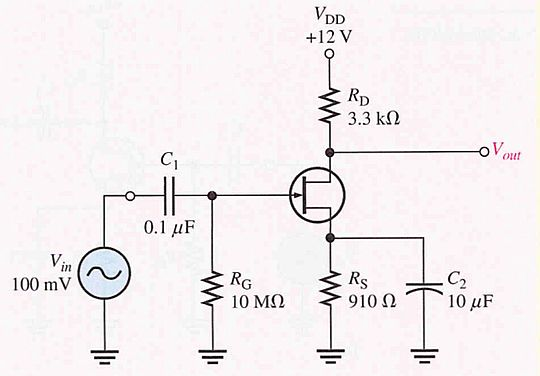 V_DD
+12 V
R_D
3.3 kΩ
V_out
C_1
0.1 μF
V_in
100 mV
R_G
10 MΩ
R_S
910 Ω
C_2
10 μF